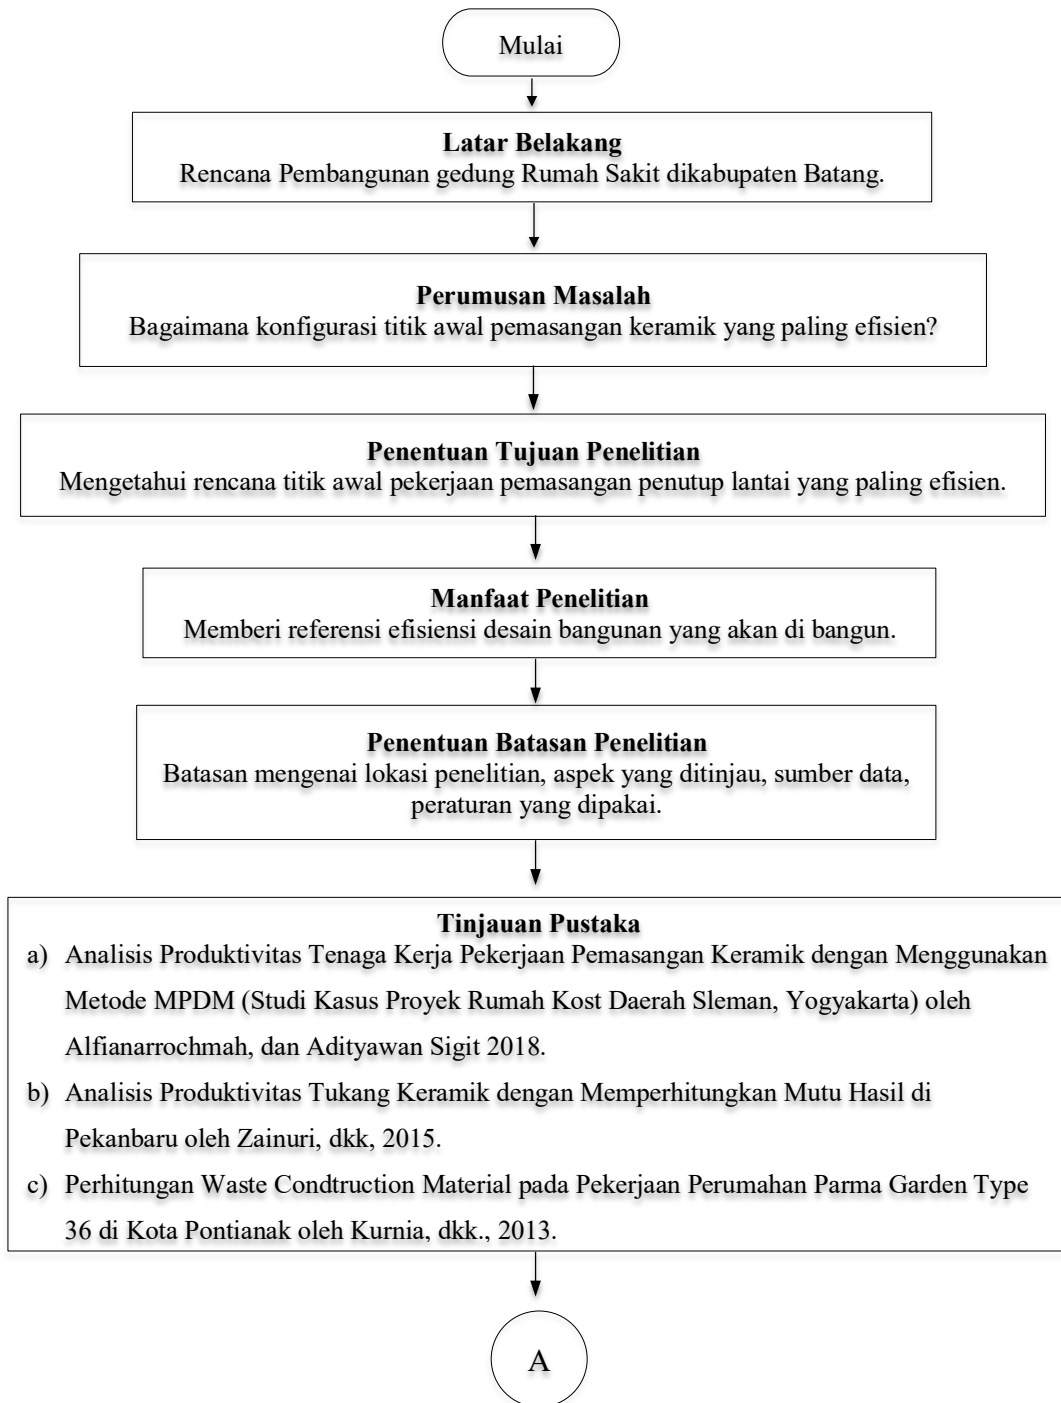 Mulai
Latar Belakang
Rencana Pembangunan gedung Rumah Sakit dikabupaten Batang.
Perumusan Masalah
Bagaimana konfigurasi titik awal pemasangan keramik yang paling efisien?
Penentuan Tujuan Penelitian
Mengetahui rencana titik awal pekerjaan pemasangan penutup lantai yang paling efisien.
Manfaat Penelitian
Memberi referensi efisiensi desain bangunan yang akan di bangun.
Penentuan Batasan Penelitian
Batasan mengenai lokasi penelitian, aspek yang ditinjau, sumber data,
peraturan yang dipakai.
Tinjauan Pustaka
a) Analisis Produktivitas Tenaga Kerja Pekerjaan Pemasangan Keramik dengan Menggunakan
Metode MPDM (Studi Kasus Proyek Rumah Kost Daerah Sleman, Yogyakarta) oleh
Alfianarrochmah, dan Adityawan Sigit 2018.
b) Analisis Produktivitas Tukang Keramik dengan Memperhitungkan Mutu Hasil di
Pekanbaru oleh Zainuri, dkk, 2015.
c) Perhitungan Waste Condtruction Material pada Pekerjaan Perumahan Parma Garden Type
36 di Kota Pontianak oleh Kurnia, dkk., 2013.
A